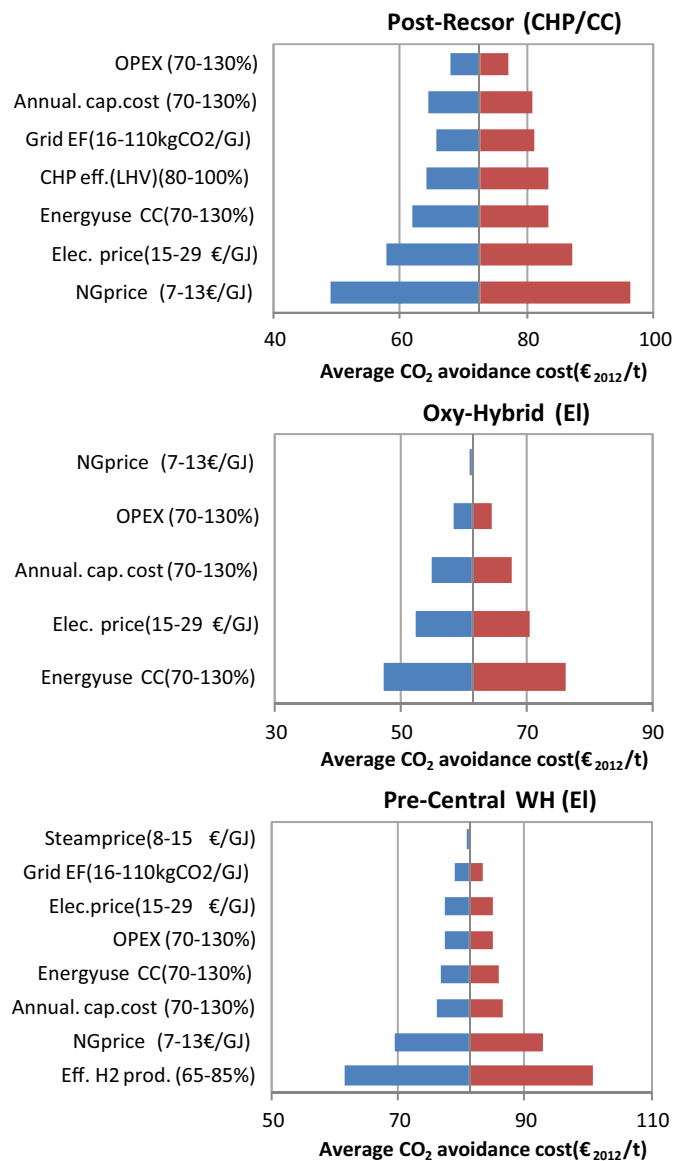 Post-Recsor (CHP/CC)
OPEX (70-130%)
Annual. cap.cost (70-130%)
Grid EF(16-110kgCO2/GJ)
CHP eff.(LHV)(80-100%)
Energyuse CC(70-130%)
Elec. price(15-29 €/GJ)
NGprice (7-13€/GJ)
40 60 80 100
Average CO₂ avoidance cost(€₂₀₁₂/t)
Oxy-Hybrid (El)
NGprice (7-13€/GJ)
OPEX (70-130%)
Annual. cap. cost (70-130%)
Elec. price(15-29 €/GJ)
Energyuse CC(70-130%)
30 50 70 90
Average CO₂ avoidance cost(€₂₀₁₂/t)
Pre-Central WH (El)
Steamprice(8-15 €/GJ)
Grid EF(16-110kgCO2/GJ)
Elec.price(15-29 €/GJ)
OPEX (70-130%)
Energyuse CC(70-130%)
Annual. cap.cost (70-130%)
NGprice (7-13€/GJ)
Eff. H2 prod. (65-85%)
50 70 90 110
Average CO₂ avoidance cost(€₂₀₁₂/t)